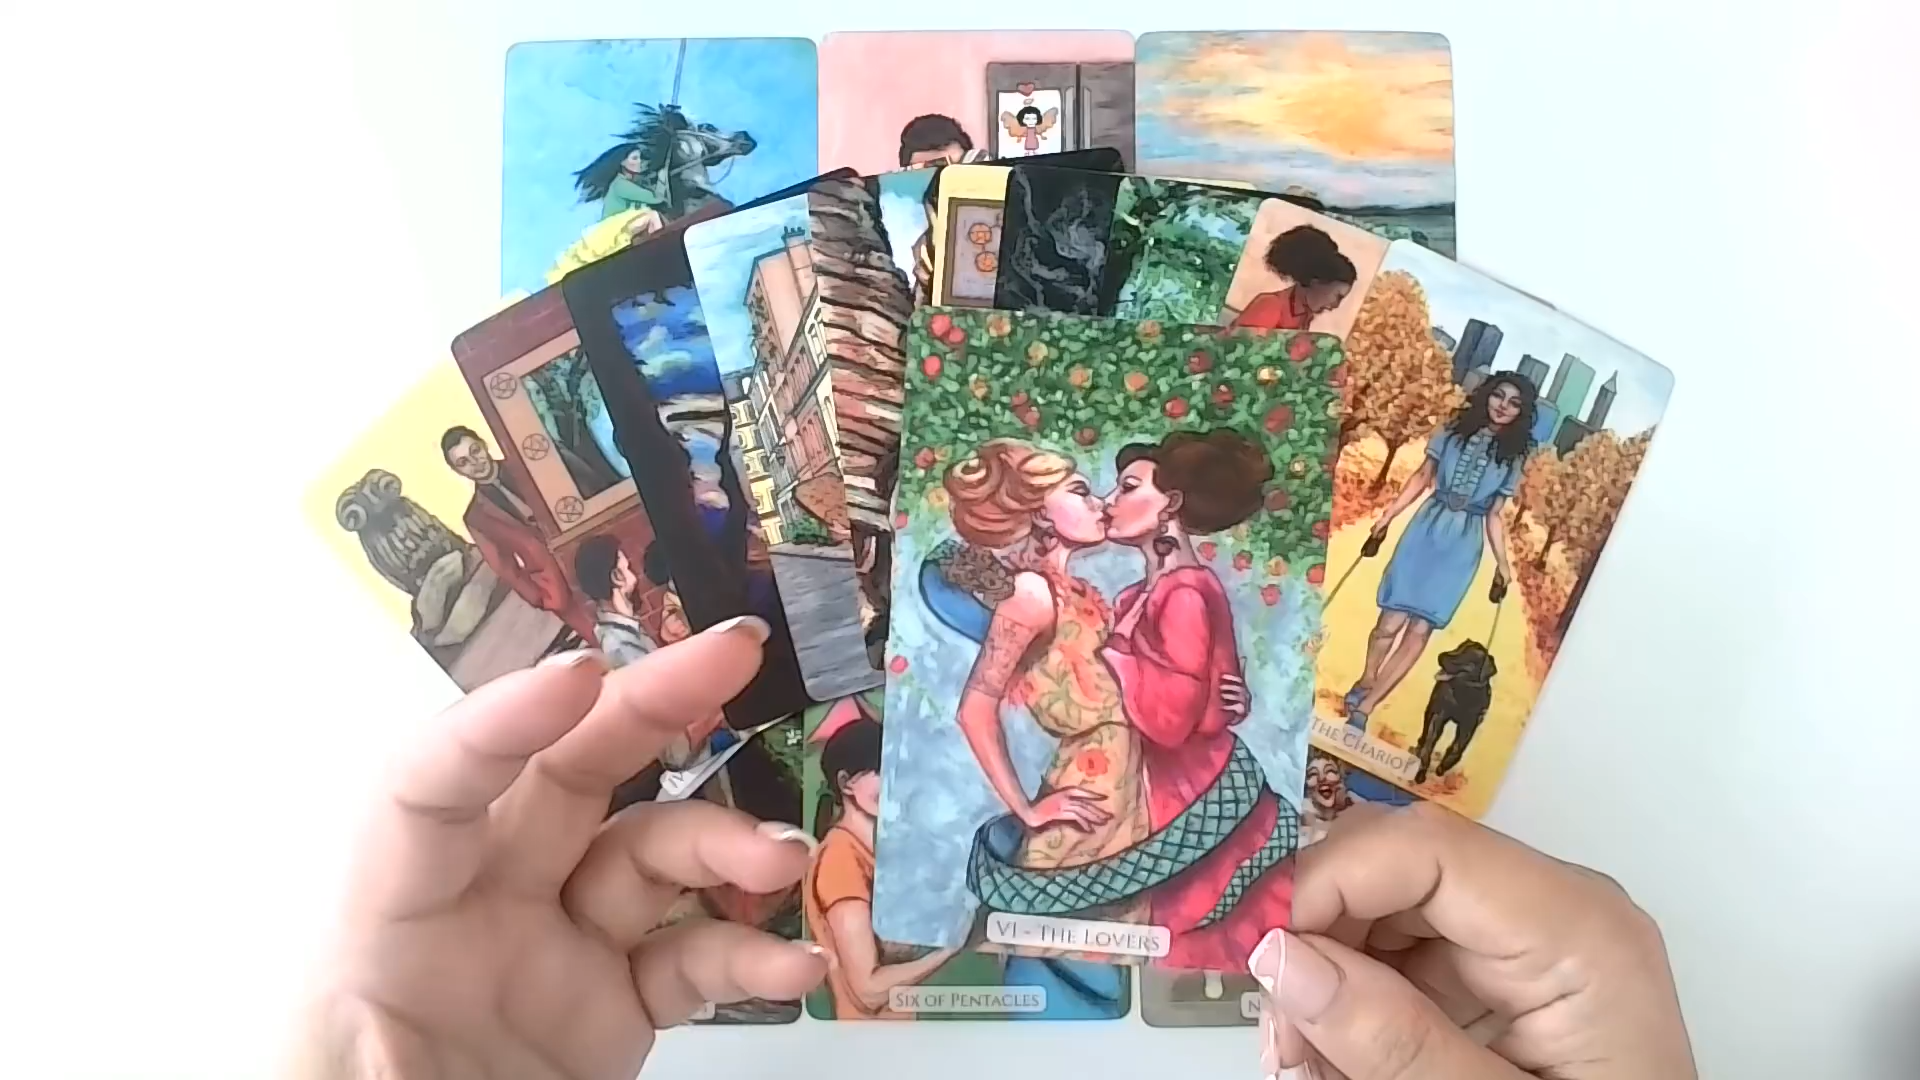 THE CHARIOT
VI - THE LOVERS
SIX OF PENTACLES